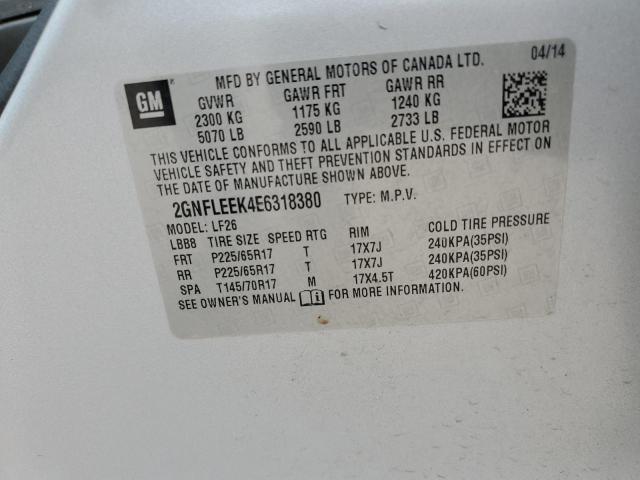 04/14
GM MFD BY GENERAL MOTORS OF CANADA LTD.
GVWR GAWR FRT GAWR RR
2300 KG 1175 KG 1240 KG
5070 LB 2590 LB 2733 LB
THIS VEHICLE CONFORMS TO ALL APPLICABLE U.S. FEDERAL MOTOR
VEHICLE SAFETY AND THEFT PREVENTION STANDARDS IN EFFECT ON
THE DATE OF MANUFACTURE SHOWN ABOVE.
2GNFLEEK4E6318380 TYPE: M.P.V.
MODEL: LF26
LBB8 TIRE SIZE SPEED RTG RIM COLD TIRE PRESSURE
FRT P225/65R17 T 17X7J 240KPA(35PSI)
RR P225/65R17 T 17X7J 240KPA(35PSI)
SPA T145/70R17 M 17X4.5T 420KPA(60PSI)
SEE OWNER'S MANUAL FOR MORE INFORMATION.